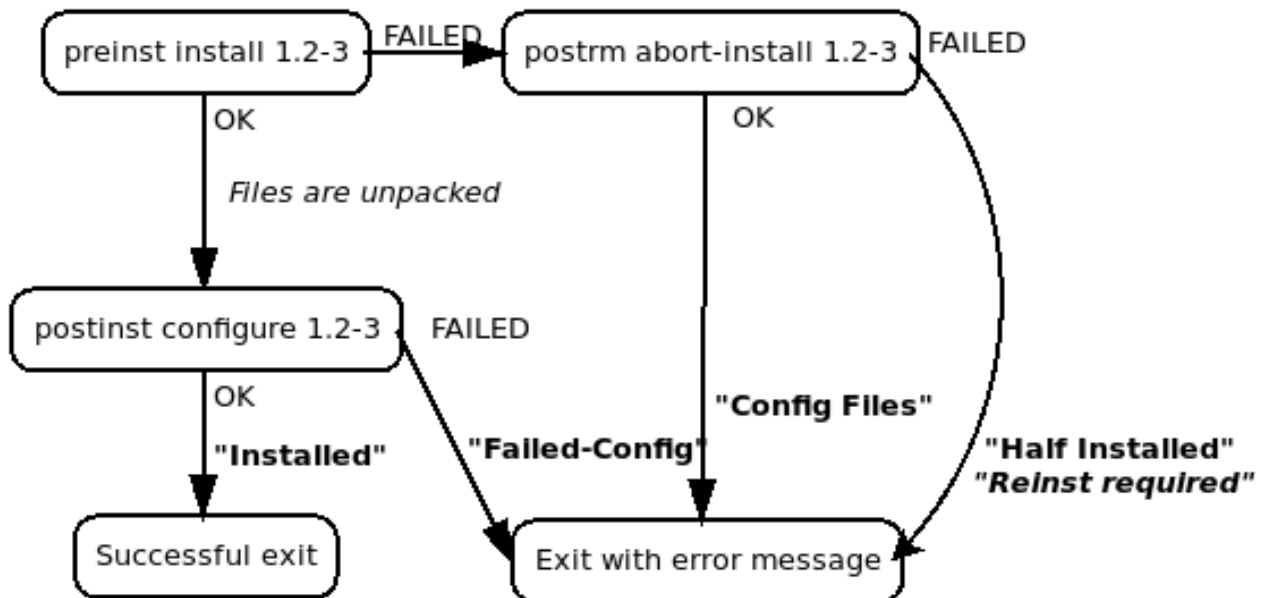 preinst install 1.2-3
FAILED
postrm abort-install 1.2-3
FAILED
OK
OK
Files are unpacked
postinst configure 1.2-3
FAILED
OK
"Installed"
"Failed-Config"
"Config Files"
"Half Installed"
"Reinst required"
Successful exit
Exit with error message